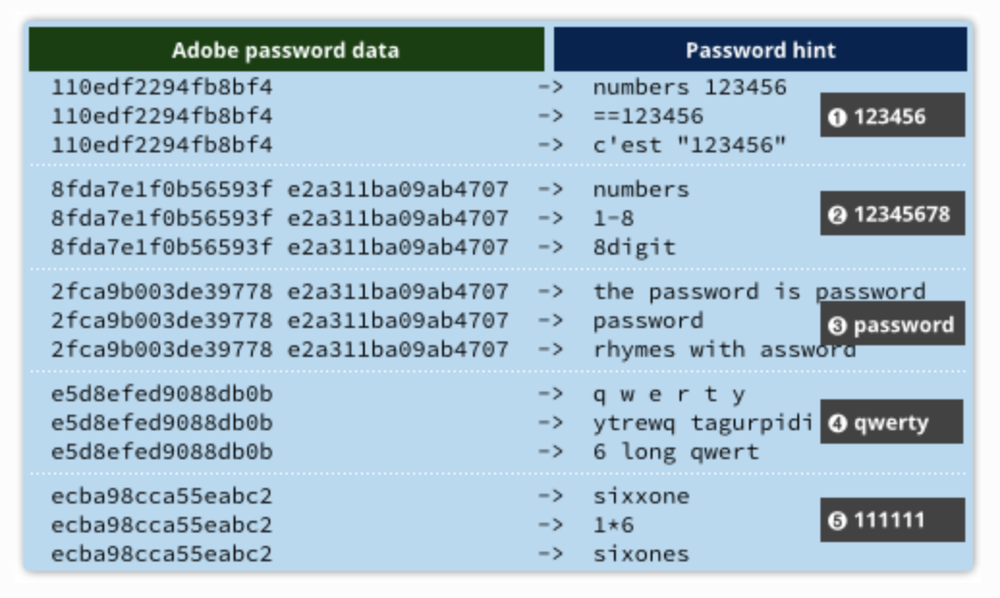 Adobe password data Password hint
110edf2294fb8bf4 -> numbers 123456
110edf2294fb8bf4 -> ==123456
❶ 123456
110edf2294fb8bf4 -> c'est "123456"
8fda7e1f0b56593f e2a311ba09ab4707 -> numbers
8fda7e1f0b56593f e2a311ba09ab4707 -> 1-8
❷ 12345678
8fda7e1f0b56593f e2a311ba09ab4707 -> 8digit
2fca9b003de39778 e2a311ba09ab4707 -> the password is password
2fca9b003de39778 e2a311ba09ab4707 -> password
❸ password
2fca9b003de39778 e2a311ba09ab4707 -> rhymes with assword
e5d8efed9088db0b -> q w e r t y
e5d8efed9088db0b -> ytrewq tagurpidi
❹ qwerty
e5d8efed9088db0b -> 6 long qwert
ecba98cca55eabc2 -> sixxone
ecba98cca55eabc2 -> 1*6
❺ 111111
ecba98cca55eabc2 -> sixones